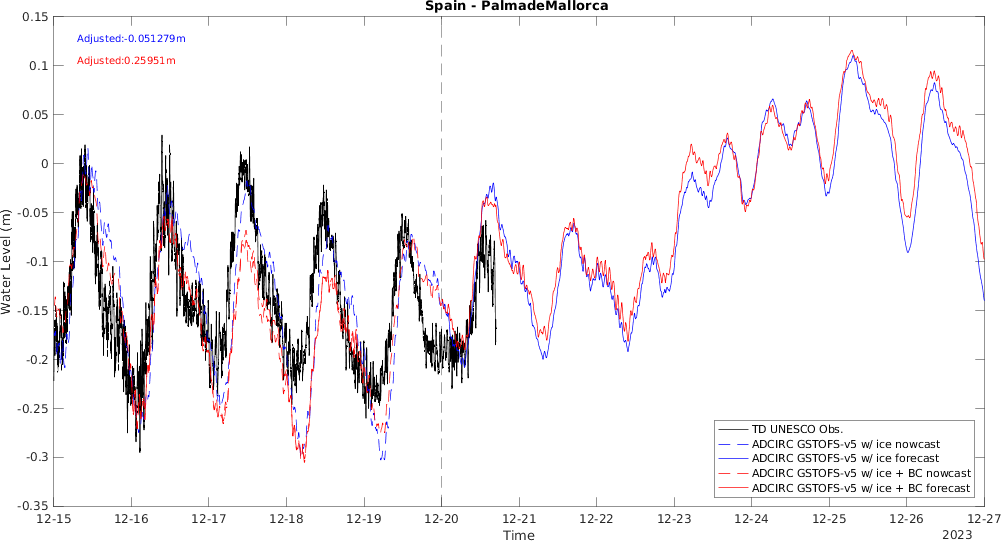 Spain - PalmadeMallorca
Adjusted:-0.051279m
Adjusted:0.25951m
Water Level (m)
0.15
0.1
0.05
0
-0.05
-0.1
-0.15
-0.2
-0.25
-0.3
-0.35
TD UNESCO Obs.
ADCIRC GSTOFS-v5 w/ ice nowcast
ADCIRC GSTOFS-v5 w/ ice forecast
ADCIRC GSTOFS-v5 w/ ice + BC nowcast
ADCIRC GSTOFS-v5 w/ ice + BC forecast
12-15 12-16 12-17 12-18 12-19 12-20 12-21 12-22 12-23 12-24 12-25 12-26 12-27
Time
2023